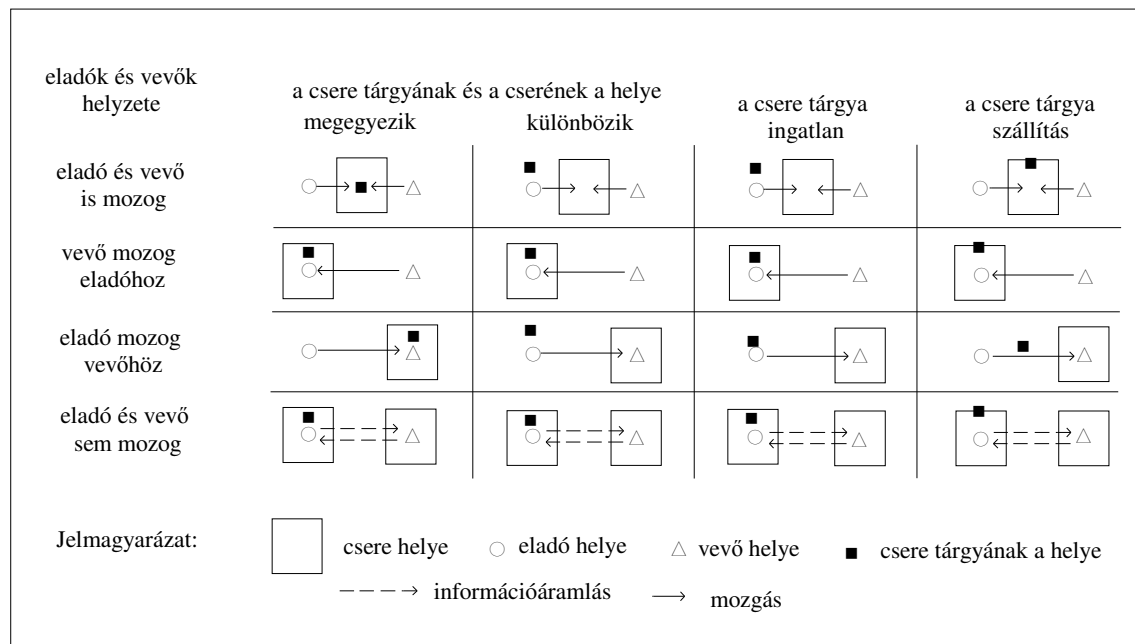 eladók és vevők
helyzete
a csere tárgyának és a cserének a helye
megegyezik
különbözik
a csere tárgya
ingatlan
a csere tárgya
szállítás
eladó és vevő
is mozog
vevő mozog
eladóhoz
eladó mozog
vevőhöz
eladó és vevő
sem mozog
Jelmagyarázat:
csere helye
eladó helye
vevő helye
csere tárgyának a helye
információáramlás
mozgás